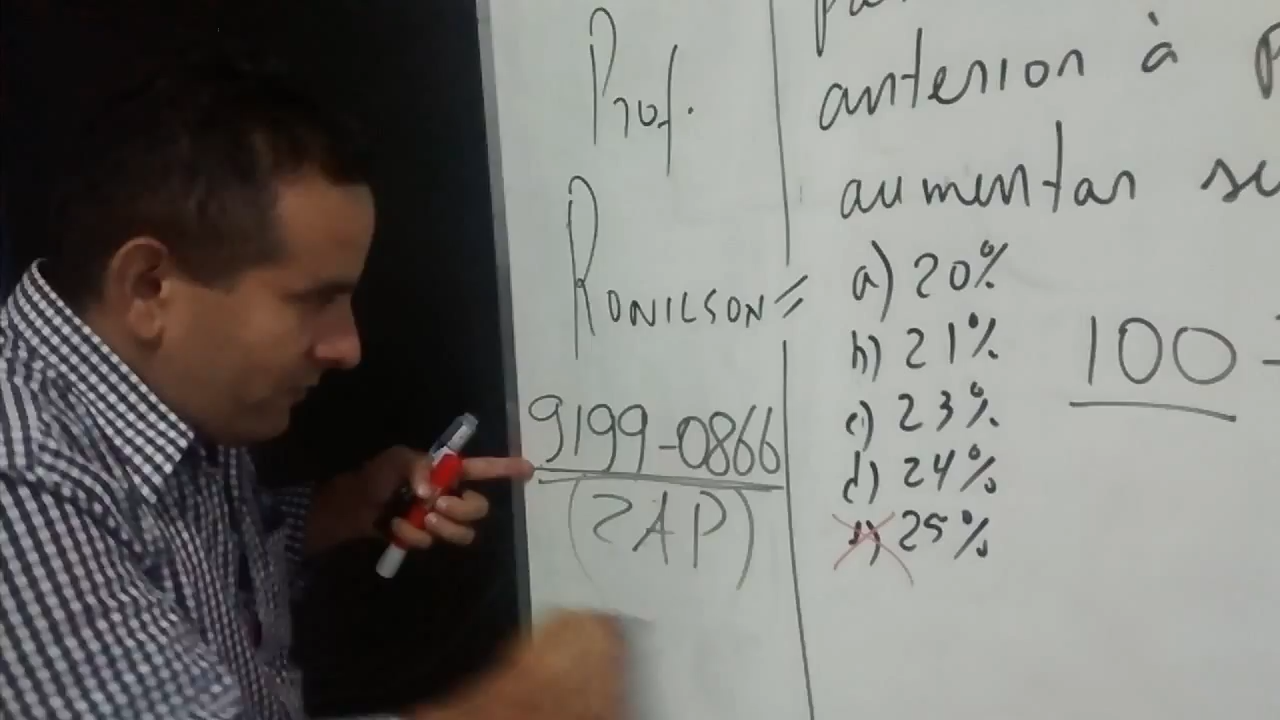 Prof.
RONILSON
9199-0866
(ZAP)
anterior à
aumentar
a) 20%
b) 21%
c) 23%
d) 24%
25%
100